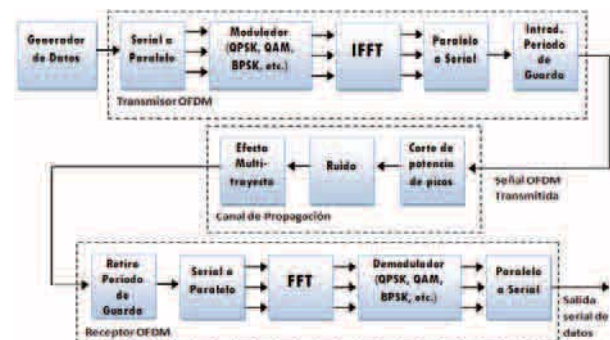 Generador
de Datos
Serial a
Paralelo
Modulador
(QPSK, QAM,
BPSK, etc.)
IFFT
Paralelo
a Serial
Introd.
Periodo
de
Guarda
Transmisor OFDM
Efecto
Multi-
trayecto
Ruido
Corte de
potencia
de picos
Señal OFDM
Transmitida
Canal de Propagación
Retiro
Periodo
de
Guarda
Serial a
Paralelo
FFT
Demodulador
(QPSK, QAM,
BPSK, etc.)
Paralelo
a Serial
Salida
serial de
datos
Receptor OFDM